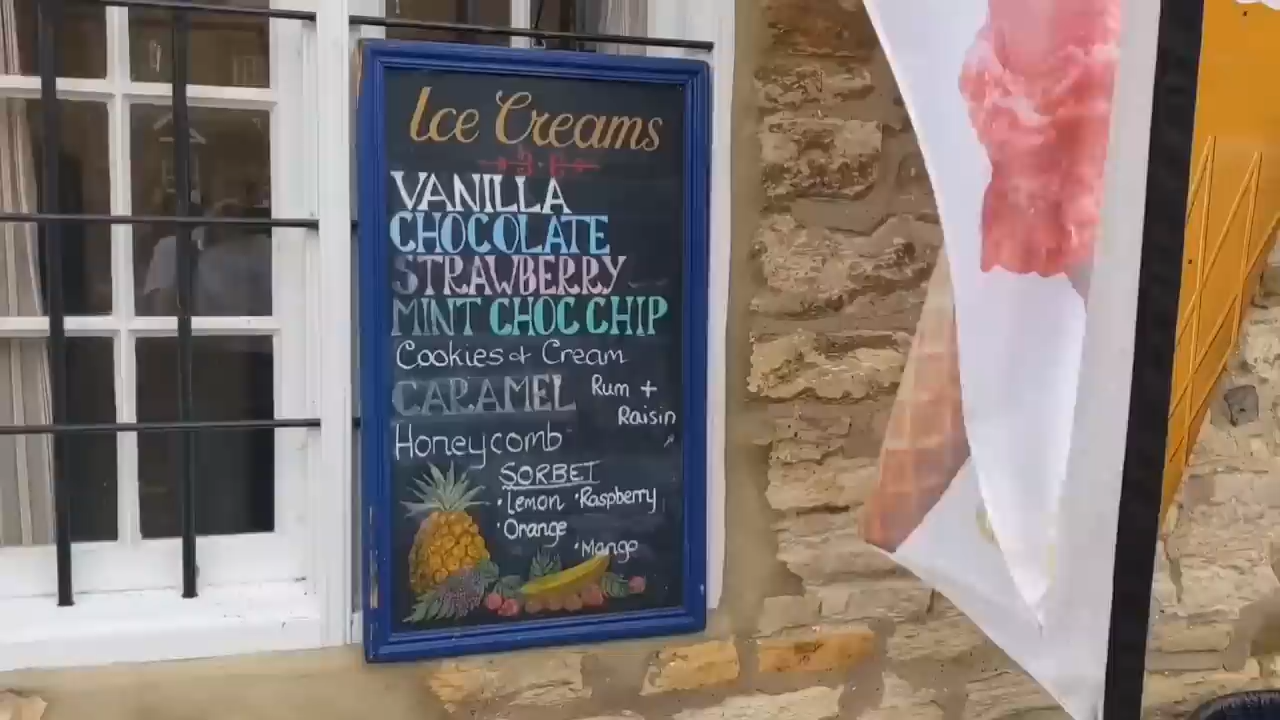 Ice Creams
VANILLA
CHOCOLATE
STRAWBERRY
MINT CHOC CHIP
Cookies & Cream
CARAMEL Rum +
Raisin
Honeycomb
SORBET
• Lemon • Raspberry
• Orange
• Mango